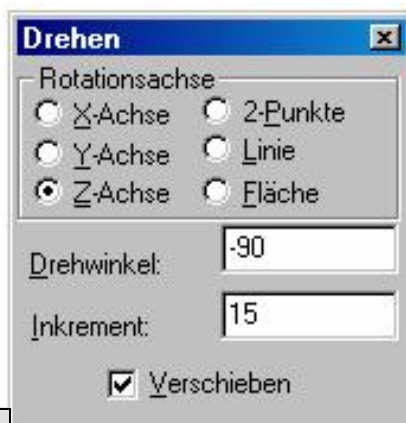 Drehen
Rotationsachse
X-Achse 2-Punkte
Y-Achse Linie
Z-Achse Fläche
Drehwinkel: -90
Inkrement: 15
Verschieben